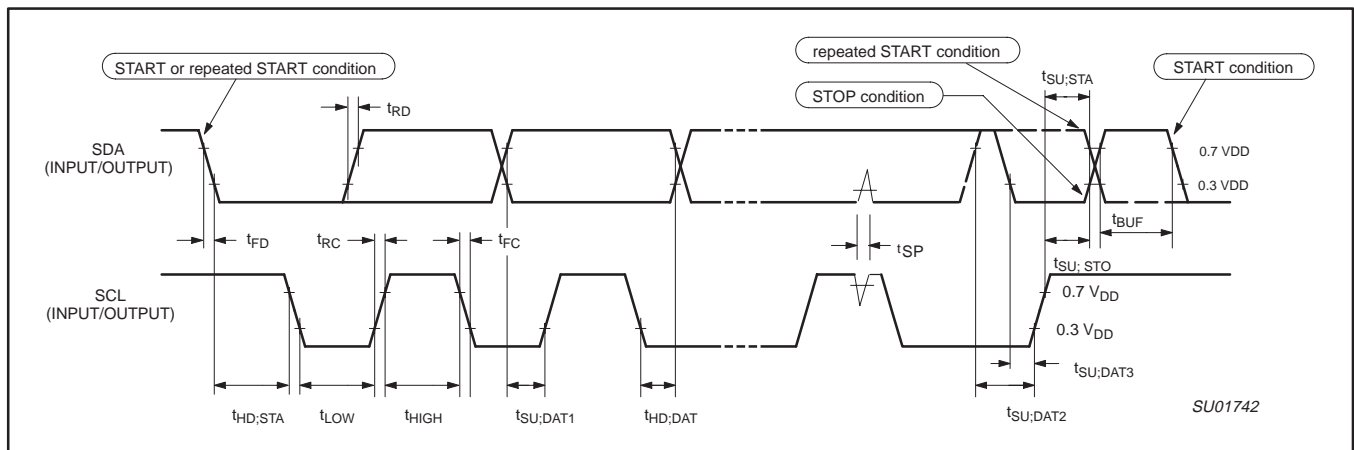 repeated START condition
START or repeated START condition
tSU;STA
START condition
STOP condition
tRD
SDA
(INPUT/OUTPUT)
0.7 VDD
0.3 VDD
tFD
tRC
tFC
tSP
tBUF
tSU; STO
SCL
(INPUT/OUTPUT)
0.7 VDD
0.3 VDD
tSU;DAT3
tHD;STA
tLOW
tHIGH
tSU;DAT1
tHD;DAT
tSU;DAT2
SU01742